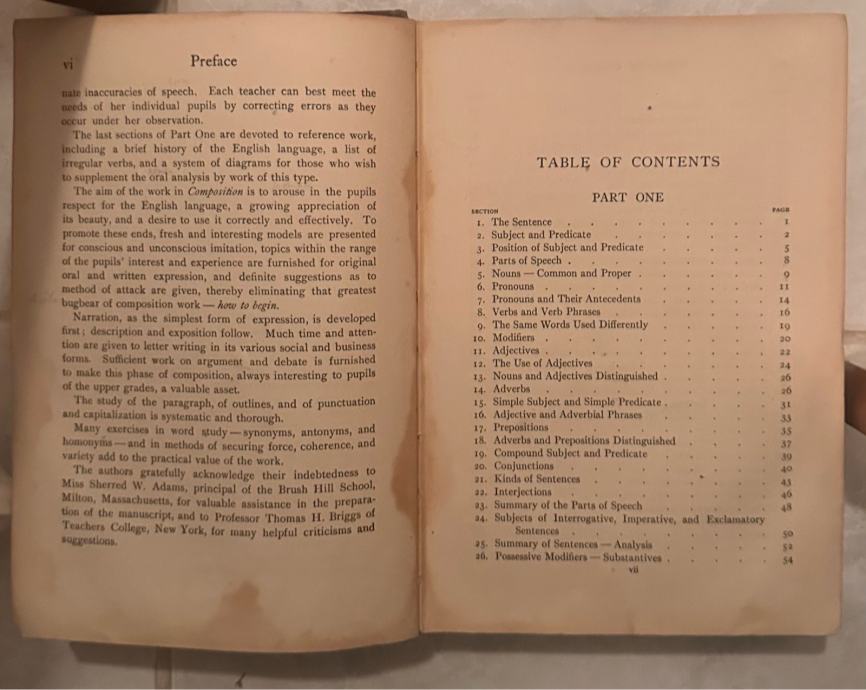 vi
Preface
nate inaccuracies of speech. Each teacher can best meet the
needs of her individual pupils by correcting errors as they
occur under her observation.
The last sections of Part One are devoted to reference work,
including a brief history of the English language, a list of
irregular verbs, and a system of diagrams for those who wish
to supplement the oral analysis by work of this type.
The aim of the work in Composition is to arouse in the pupils
respect for the English language, a growing appreciation of
its beauty, and a desire to use it correctly and effectively. To
promote these ends, fresh and interesting models are presented
for conscious and unconscious imitation, topics within the range
of the pupils' interest and experience are furnished for original
oral and written expression, and definite suggestions as to
method of attack are given, thereby eliminating that greatest
bugbear of composition work — how to begin.
Narration, as the simplest form of expression, is developed
first; description and exposition follow. Much time and atten-
tion are given to letter writing in its various social and business
forms. Sufficient work on argument and debate is furnished
to make this phase of composition, always interesting to pupils
of the upper grades, a valuable asset.
The study of the paragraph, of outlines, and of punctuation
and capitalization is systematic and thorough.
Many exercises in word study — synonyms, antonyms, and
homonyms — and in methods of securing force, coherence, and
variety add to the practical value of the work.
The authors gratefully acknowledge their indebtedness to
Miss Sherred W. Adams, principal of the Brush Hill School,
Milton, Massachusetts, for valuable assistance in the prepara-
tion of the manuscript, and to Professor Thomas H. Briggs of
Teachers College, New York, for many helpful criticisms and
suggestions.
TABLE OF CONTENTS
PART ONE
SECTION PAGE
1. The Sentence . . . . . . . 1
2. Subject and Predicate . . . . . . 2
3. Position of Subject and Predicate . . . . 5
4. Parts of Speech . . . . . . . 8
5. Nouns — Common and Proper . . . . . 9
6. Pronouns . . . . . . . . 11
7. Pronouns and Their Antecedents . . . . 14
8. Verbs and Verb Phrases . . . . . 16
9. The Same Words Used Differently . . . . 19
10. Modifiers . . . . . . . . 20
11. Adjectives . . . . . . . . 22
12. The Use of Adjectives . . . . . . 24
13. Nouns and Adjectives Distinguished . . . . 26
14. Adverbs . . . . . . . . 26
15. Simple Subject and Simple Predicate . . . . 31
16. Adjective and Adverbial Phrases . . . . 33
17. Prepositions . . . . . . . 35
18. Adverbs and Prepositions Distinguished . . . 37
19. Compound Subject and Predicate . . . . 39
20. Conjunctions . . . . . . . 40
21. Kinds of Sentences . . . . . . 43
22. Interjections . . . . . . . 46
23. Summary of the Parts of Speech . . . . 48
24. Subjects of Interrogative, Imperative, and Exclamatory
Sentences . . . . . . . 50
25. Summary of Sentences — Analysis . . . . 52
26. Possessive Modifiers — Substantives . . . . 54
vii